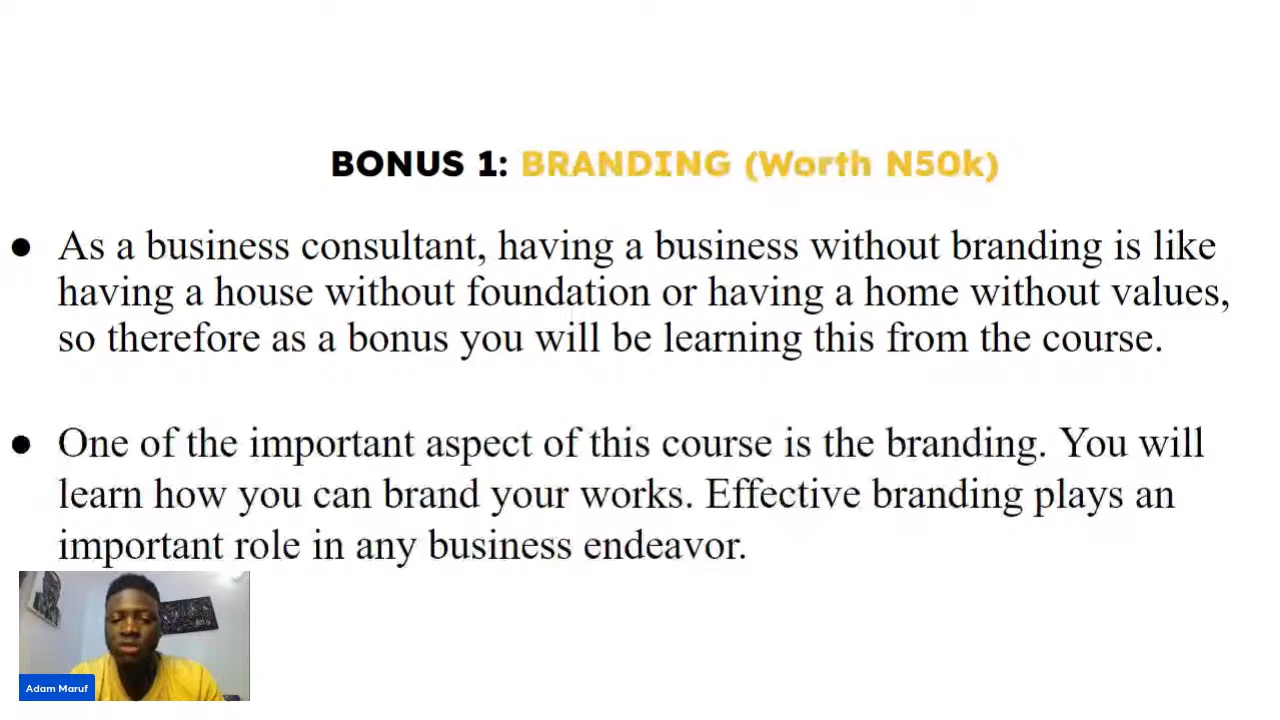 BONUS 1: BRANDING (Worth N50k)
● As a business consultant, having a business without branding is like
having a house without foundation or having a home without values,
so therefore as a bonus you will be learning this from the course.
● One of the important aspect of this course is the branding. You will
learn how you can brand your works. Effective branding plays an
important role in any business endeavor.
Adam Maruf